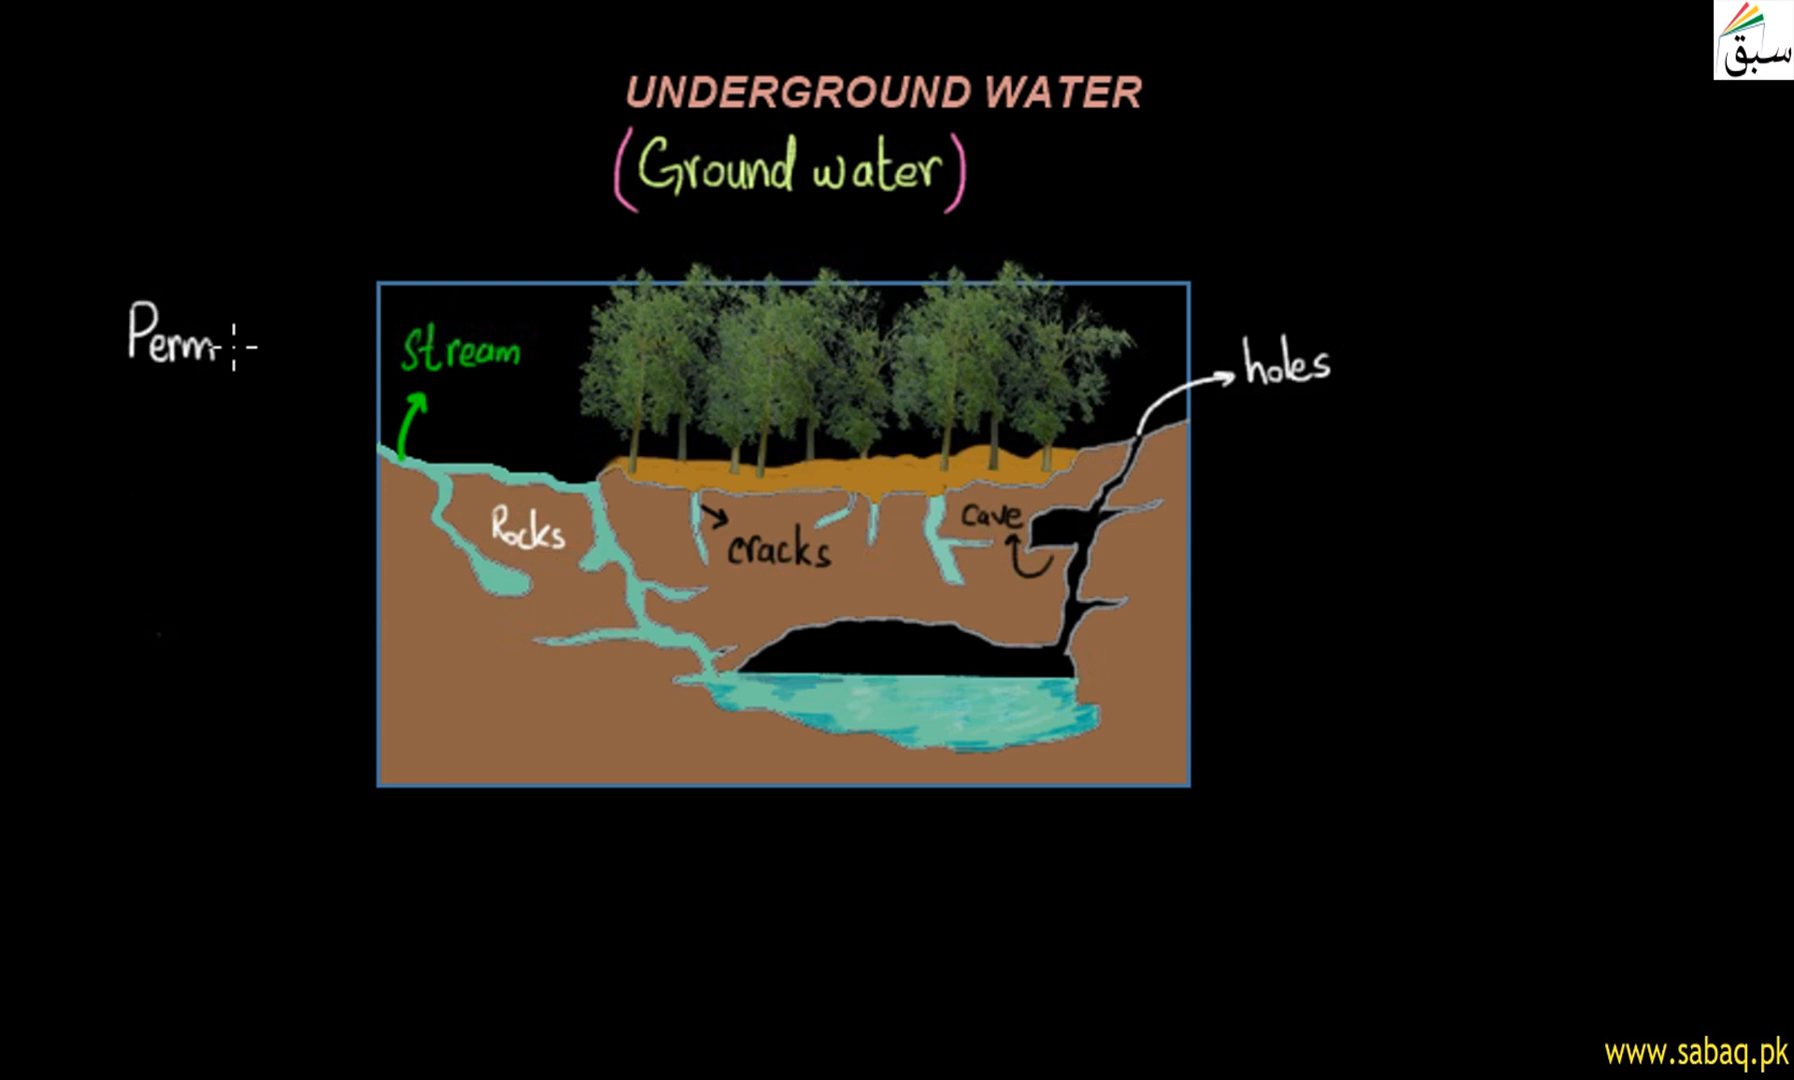 سبق
UNDERGROUND WATER
(Ground water)
Perm
Stream
holes
Rocks
cracks
Cave
www.sabaq.pk